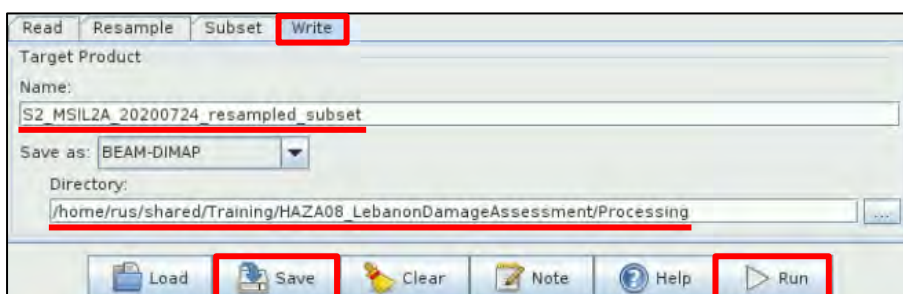 Read Resample Subset Write
Target Product
Name:
S2_MSIL2A_20200724_resampled_subset
Save as: BEAM-DIMAP
Directory:
/home/rus/shared/Training/HAZA08_LebanonDamageAssessment/Processing ...
Load Save Clear Note Help Run